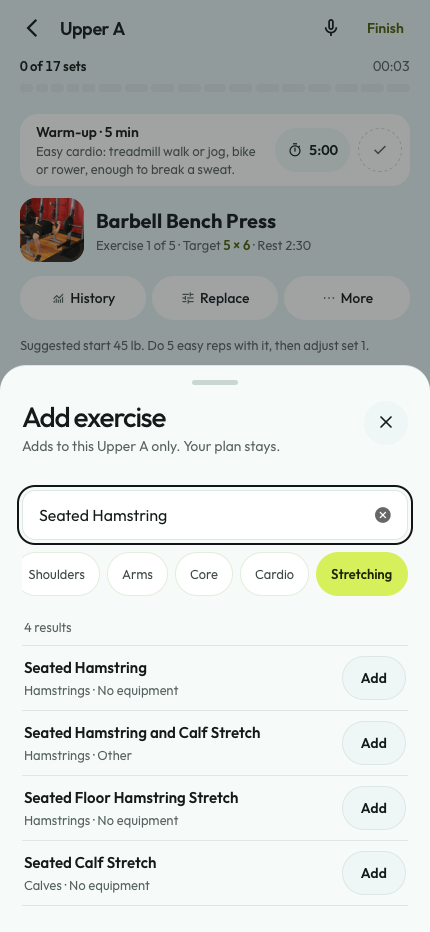 Upper A
Finish
0 of 17 sets
00:03
Warm-up · 5 min
Easy cardio: treadmill walk or jog, bike
or rower, enough to break a sweat.
5:00
Barbell Bench Press
Exercise 1 of 5 · Target 5 × 6 · Rest 2:30
History
Replace
More
Suggested start 45 lb. Do 5 easy reps with it, then adjust set 1.
Add exercise
Adds to this Upper A only. Your plan stays.
Seated Hamstring
Shoulders
Arms
Core
Cardio
Stretching
4 results
Seated Hamstring
Hamstrings · No equipment
Add
Seated Hamstring and Calf Stretch
Hamstrings · Other
Add
Seated Floor Hamstring Stretch
Hamstrings · No equipment
Add
Seated Calf Stretch
Calves · No equipment
Add